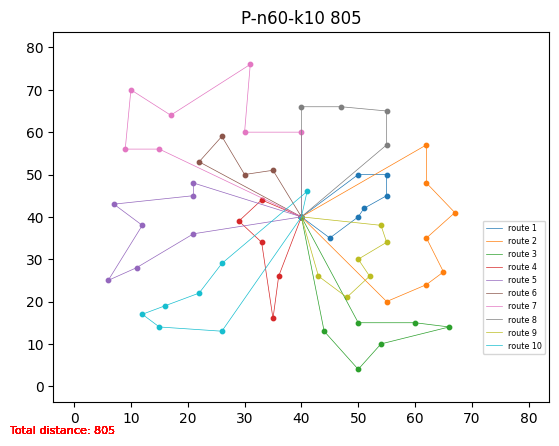 P-n60-k10 805
80
70
60
50
40
30
20
10
0
0 10 20 30 40 50 60 70 80
route 1
route 2
route 3
route 4
route 5
route 6
route 7
route 8
route 9
route 10
Total distance: 805